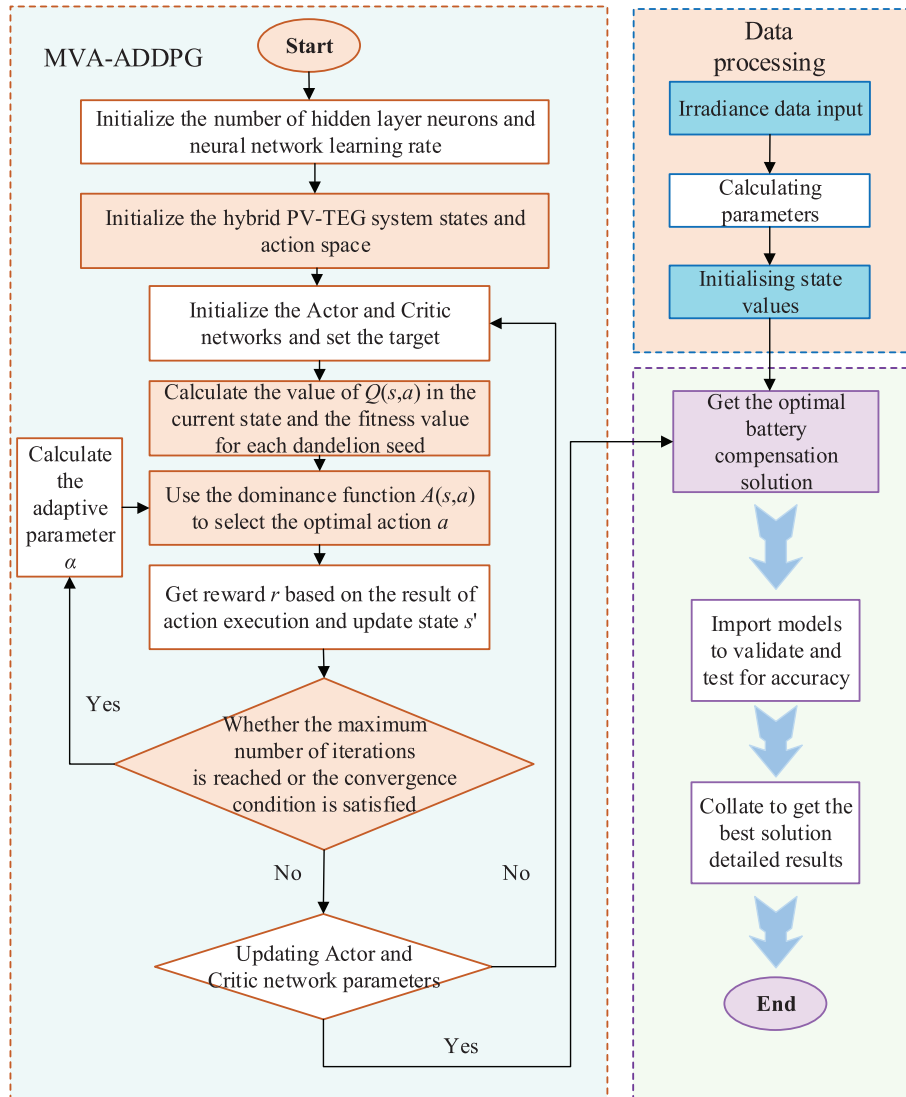 MVA-ADDPG
Start
Initialize the number of hidden layer neurons and
neural network learning rate
Initialize the hybrid PV-TEG system states and
action space
Initialize the Actor and Critic
networks and set the target
Calculate the value of Q(s,a) in the
current state and the fitness value
for each dandelion seed
Calculate
the
adaptive
parameter
α
Use the dominance function A(s,a)
to select the optimal action a
Get reward r based on the result of
action execution and update state s'
Yes
Whether the maximum
number of iterations
is reached or the convergence
condition is satisfied
No
No
Updating Actor and
Critic network parameters
Yes
Data
processing
Irradiance data input
Calculating
parameters
Initialising state
values
Get the optimal
battery
compensation
solution
Import models
to validate and
test for accuracy
Collate to get the
best solution
detailed results
End